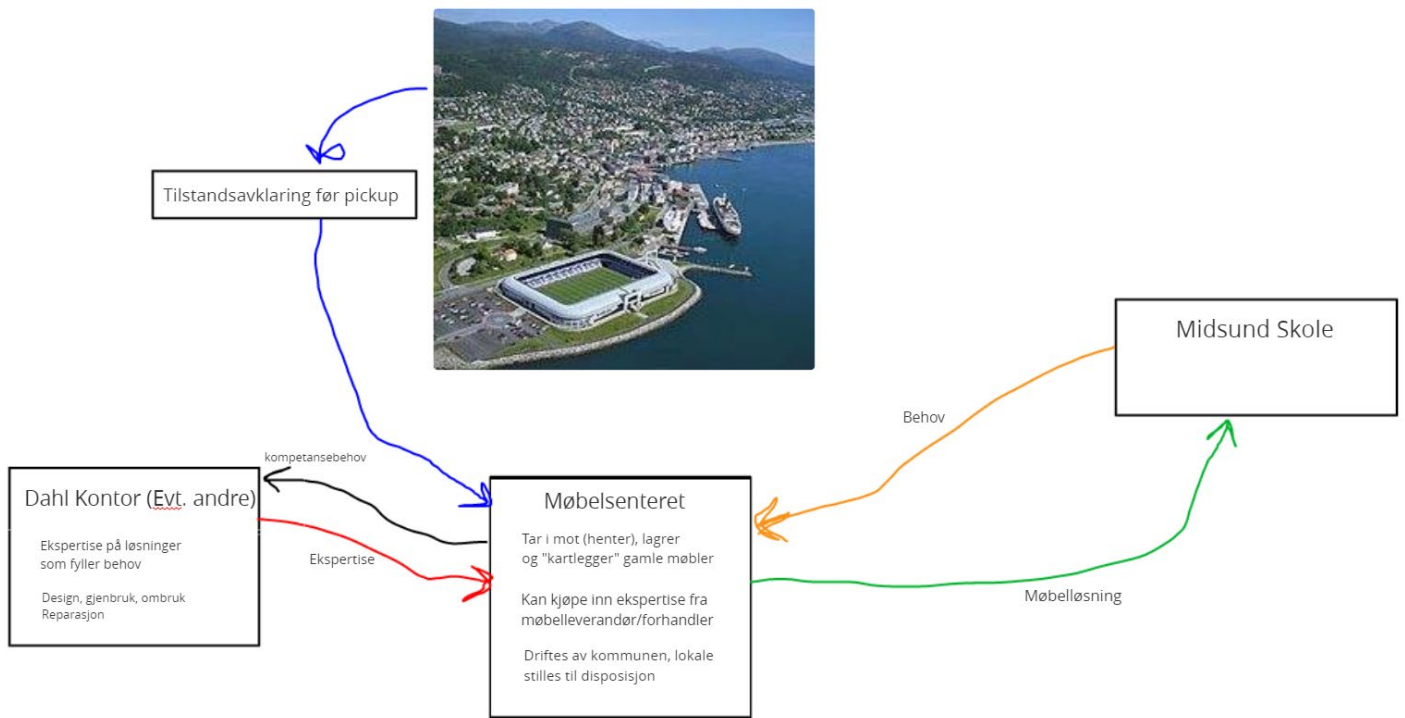 Tilstandsavklaring før pickup
Midsund Skole
Behov
kompetansebehov
Dahl Kontor (Evt. andre)
Ekspertise på løsninger
som fyller behov
Design, gjenbruk, ombruk
Reparasjon
Ekspertise
Møbelsenteret
Tar i mot (henter), lagrer
og "kartlegger" gamle møbler
Kan kjøpe inn ekspertise fra
møbelleverandør/forhandler
Driftes av kommunen, lokale
stilles til disposisjon
Møbelløsning